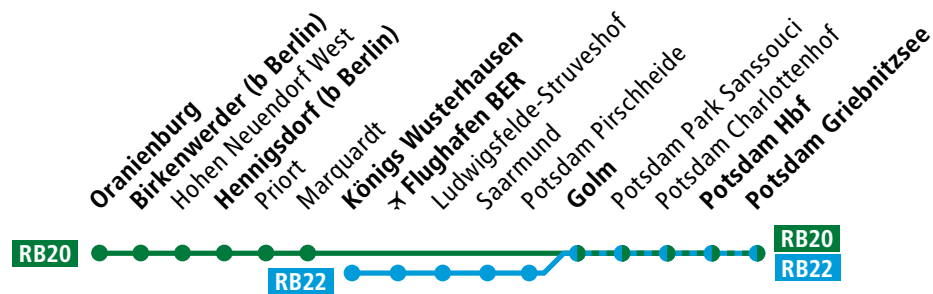 Oranienburg
Birkenwerder (b Berlin)
Hohen Neuendorf West
Hennigsdorf (b Berlin)
Priort
Marquardt
Königs Wusterhausen
Flughafen BER
Ludwigsfelde-Struveshof
Saarmund
Potsdam Pirschheide
Golm
Potsdam Park Sanssouci
Potsdam Charlottenhof
Potsdam Hbf
Potsdam Griebnitzsee
RB20
RB20
RB22
RB22